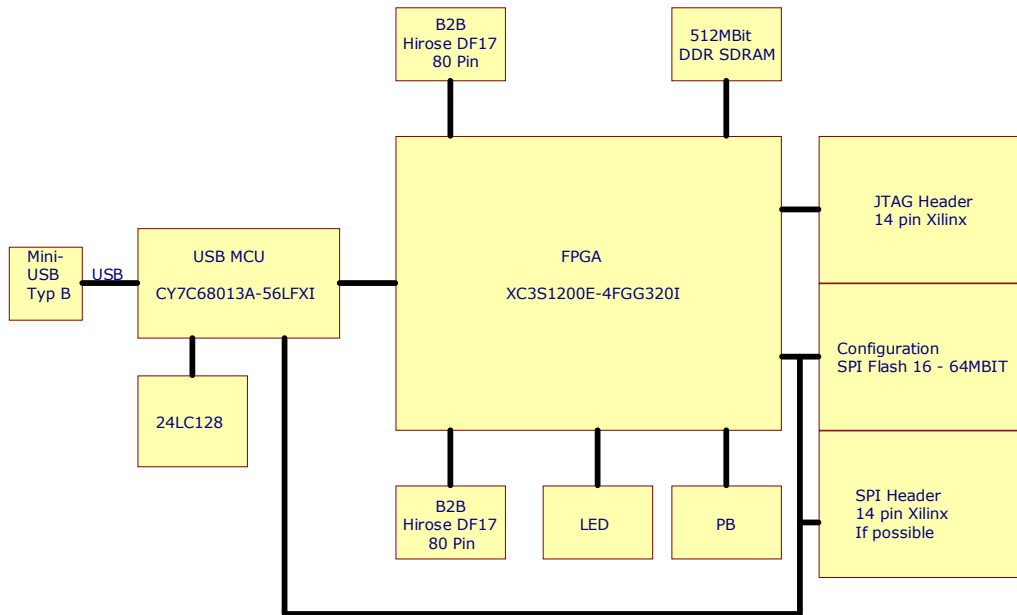 B2B
Hirose DF17
80 Pin
512MBit
DDR SDRAM
JTAG Header
14 pin Xilinx
Mini-
USB
Typ B
USB
USB MCU
CY7C68013A-56LFXI
FPGA
XC3S1200E-4FGG320I
Configuration
SPI Flash 16 - 64MBIT
24LC128
B2B
Hirose DF17
80 Pin
LED
PB
SPI Header
14 pin Xilinx
If possible